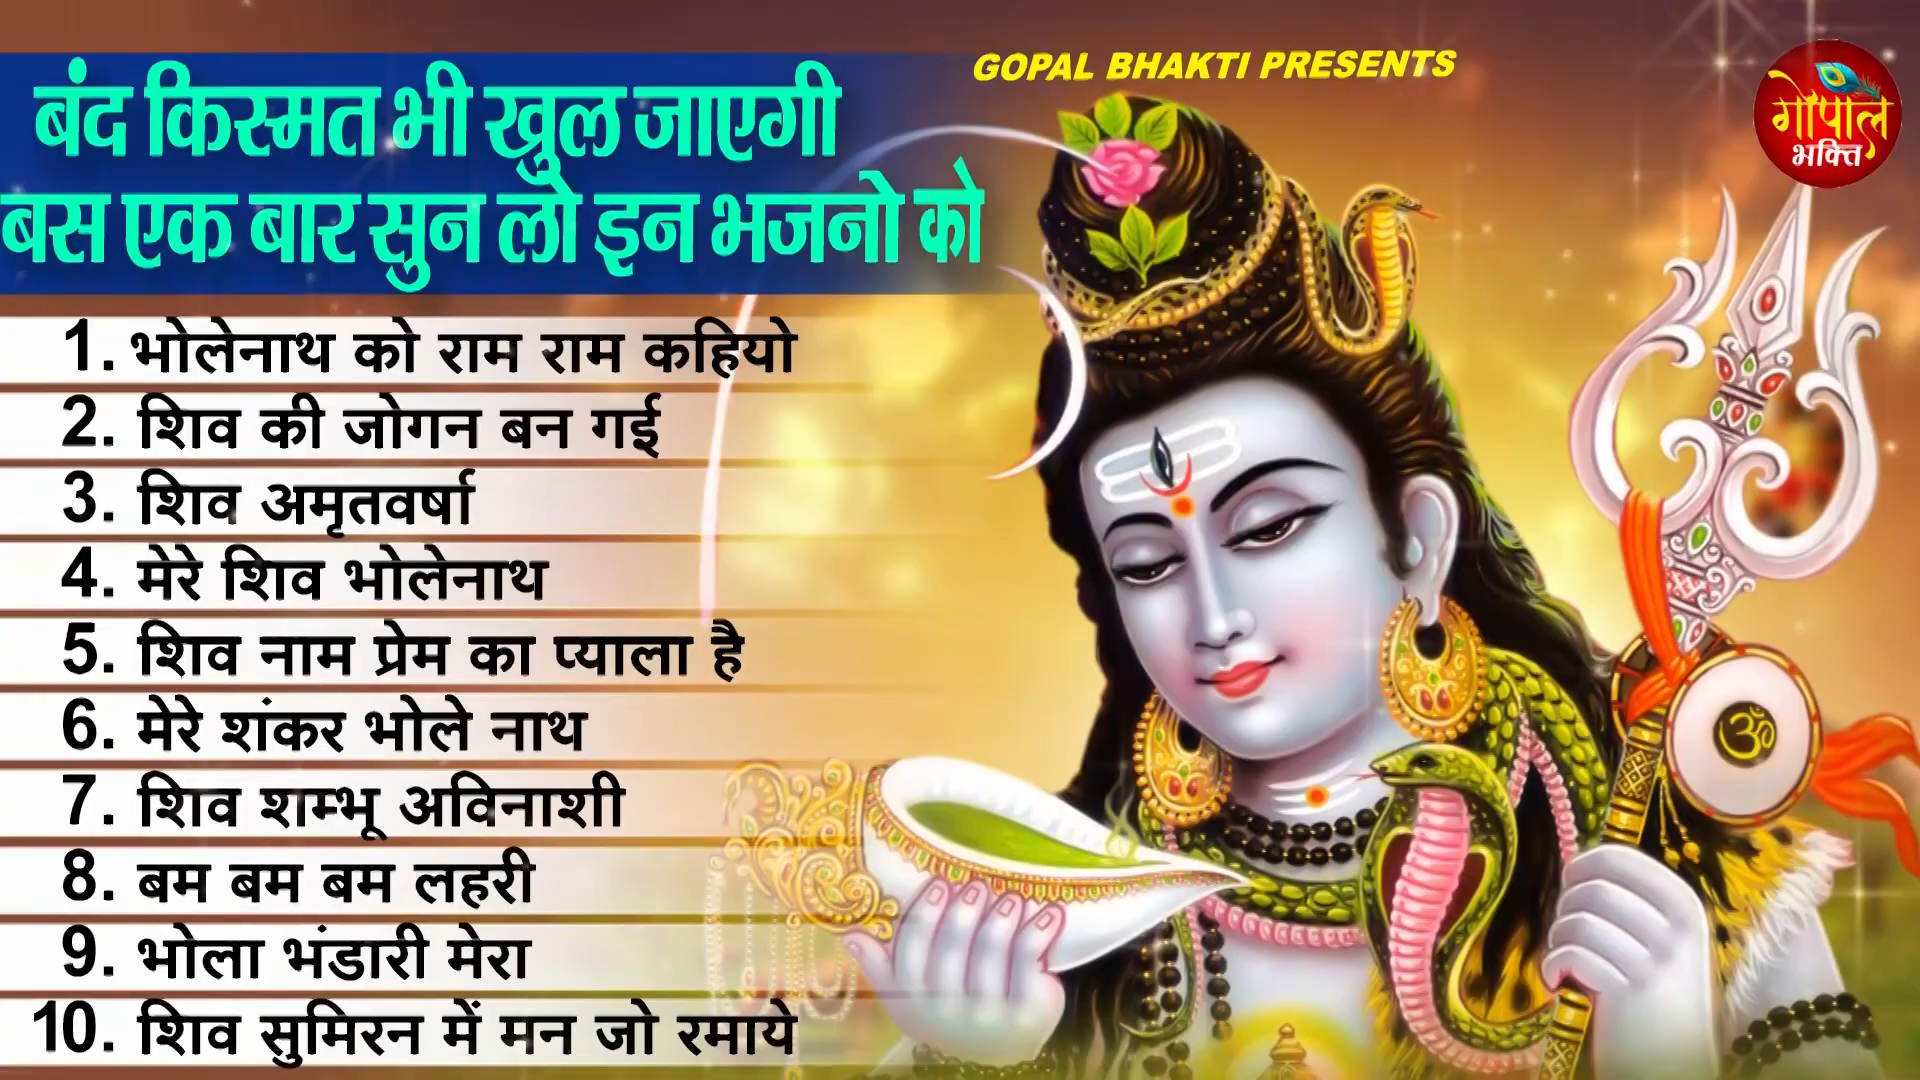 GOPAL BHAKTI PRESENTS
गोपाल
भक्ति
बंद किस्मत भी खुल जाएगी
बस एक बार सुन लो इन भजनो को
1. भोलेनाथ को राम राम कहियो
2. शिव की जोगन बन गई
3. शिव अमृतवर्षा
4. मेरे शिव भोलेनाथ
5. शिव नाम प्रेम का प्याला है
6. मेरे शंकर भोले नाथ
7. शिव शम्भू अविनाशी
8. बम बम बम लहरी
9. भोला भंडारी मेरा
10. शिव सुमिरन में मन जो रमाये
ॐ